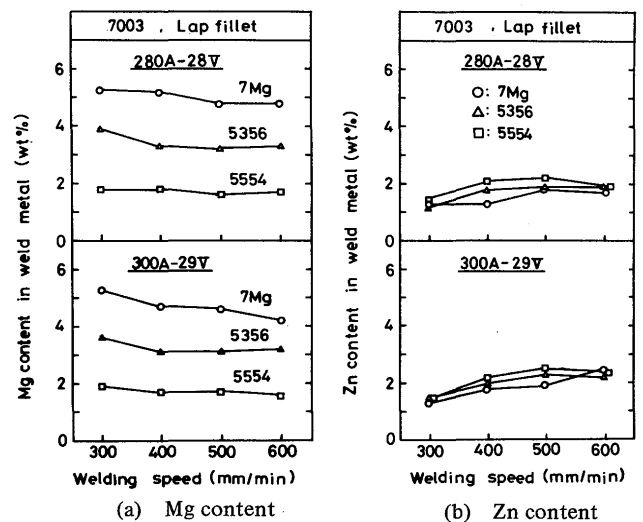 7003 , Lap fillet
280A-28V
7Mg
5356
5554
6
4
2
0
300A-29V
7Mg
5356
5554
6
4
2
0
Mg content in weld metal (wt%)
300 400 500 600
Welding speed (mm/min)
(a) Mg content
7003 , Lap fillet
280A-28V
○: 7Mg
△: 5356
□: 5554
6
4
2
0
300A-29V
6
4
2
0
Zn content in weld metal (wt%)
300 400 500 600
Welding speed (mm/min)
(b) Zn content